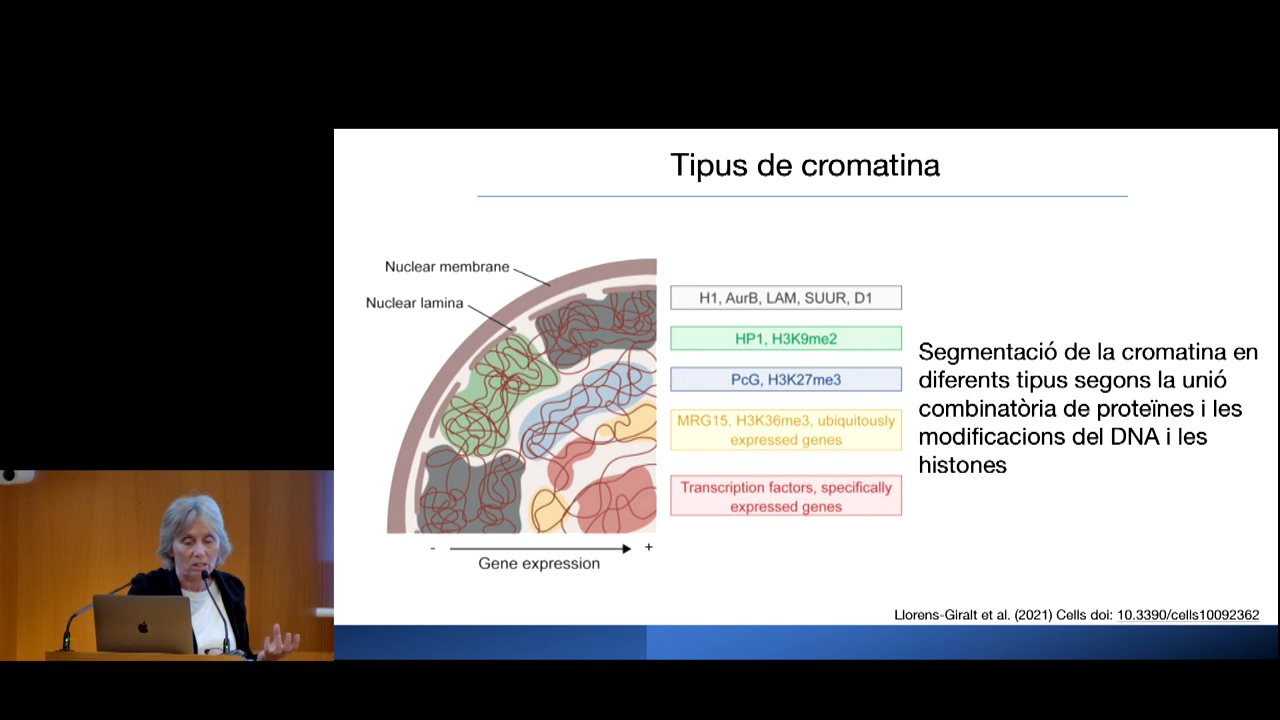 Tipus de cromatina
Nuclear membrane
Nuclear lamina
- +
Gene expression
H1, AurB, LAM, SUUR, D1
HP1, H3K9me2
PcG, H3K27me3
MRG15, H3K36me3, ubiquitously
expressed genes
Transcription factors, specifically
expressed genes
Segmentació de la cromatina en
diferents tipus segons la unió
combinatòria de proteïnes i les
modificacions del DNA i les
histones
Llorens-Giralt et al. (2021) Cells doi: 10.3390/cells10092362